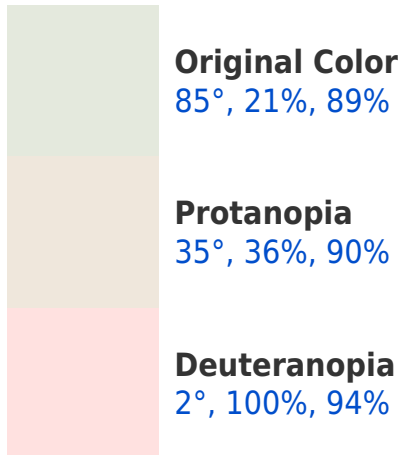 Original Color
85°, 21%, 89%
Protanopia
35°, 36%, 90%
Deuteranopia
2°, 100%, 94%